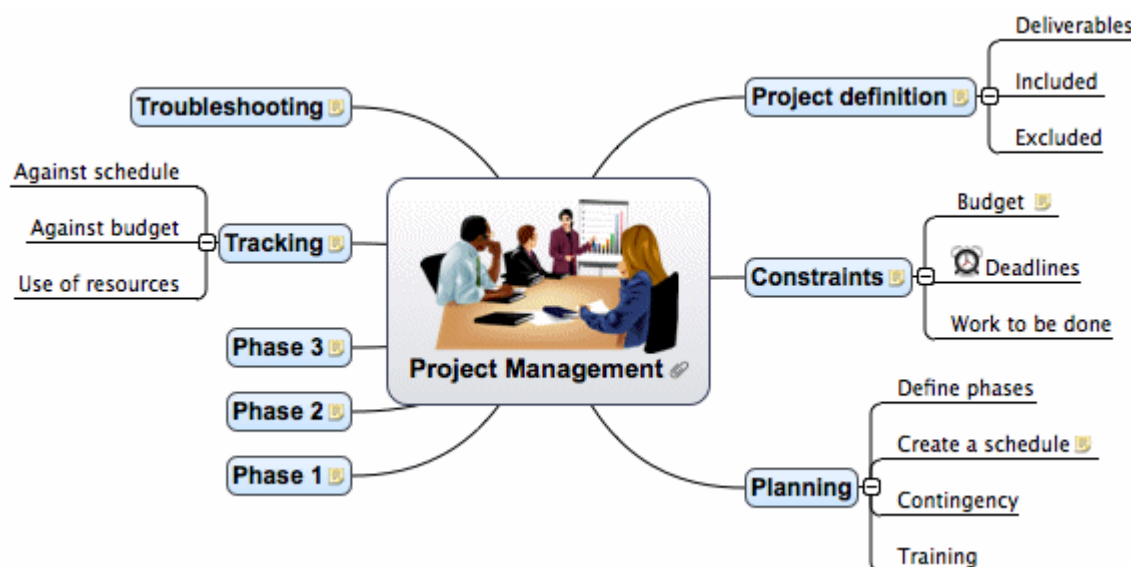 Project Management
Project definition
Deliverables
Included
Excluded
Constraints
Budget
Deadlines
Work to be done
Planning
Define phases
Create a schedule
Contingency
Training
Phase 1
Phase 2
Phase 3
Tracking
Against schedule
Against budget
Use of resources
Troubleshooting